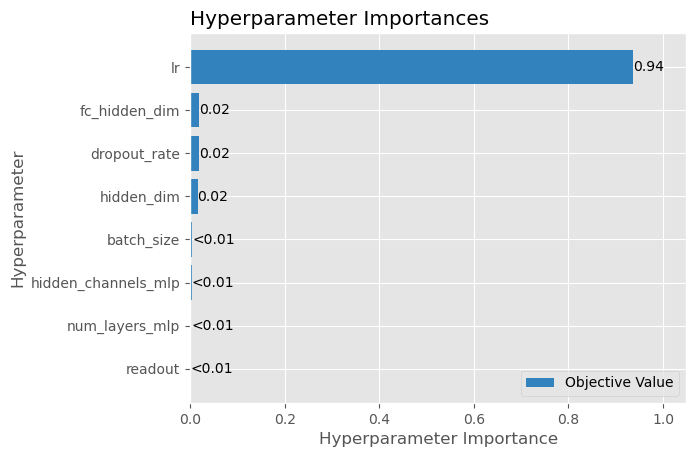 Hyperparameter Importances
Hyperparameter
lr
0.94
fc_hidden_dim
0.02
dropout_rate
0.02
hidden_dim
0.02
batch_size
<0.01
hidden_channels_mlp
<0.01
num_layers_mlp
<0.01
readout
<0.01
Objective Value
0.0 0.2 0.4 0.6 0.8 1.0
Hyperparameter Importance